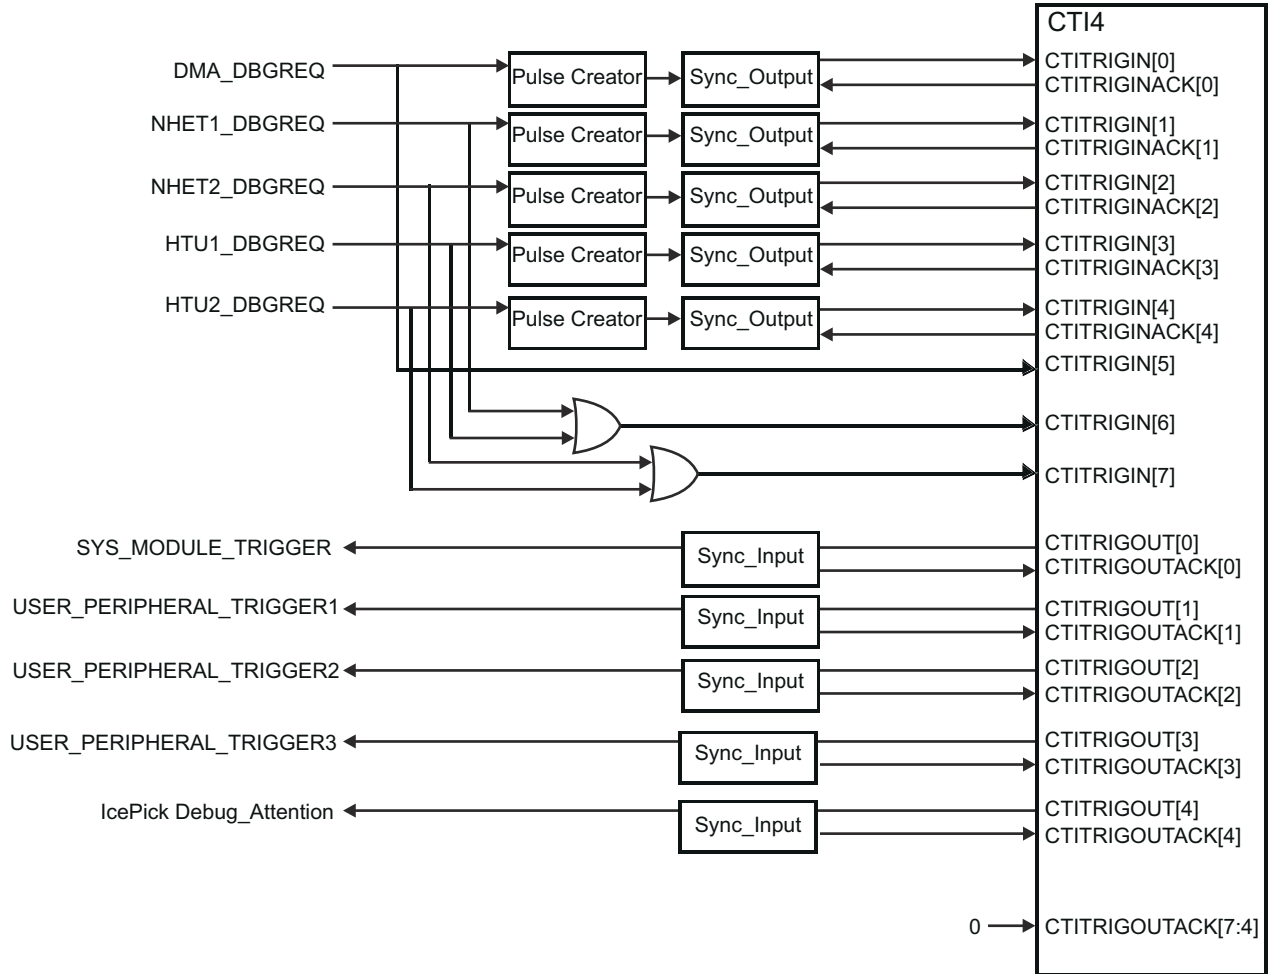 CTI4
DMA_DBGREQ
Pulse Creator
Sync_Output
CTITRIGIN[0]
CTITRIGINACK[0]
NHET1_DBGREQ
Pulse Creator
Sync_Output
CTITRIGIN[1]
CTITRIGINACK[1]
NHET2_DBGREQ
Pulse Creator
Sync_Output
CTITRIGIN[2]
CTITRIGINACK[2]
HTU1_DBGREQ
Pulse Creator
Sync_Output
CTITRIGIN[3]
CTITRIGINACK[3]
HTU2_DBGREQ
Pulse Creator
Sync_Output
CTITRIGIN[4]
CTITRIGINACK[4]
CTITRIGIN[5]
CTITRIGIN[6]
CTITRIGIN[7]
SYS_MODULE_TRIGGER
Sync_Input
CTITRIGOUT[0]
CTITRIGOUTACK[0]
USER_PERIPHERAL_TRIGGER1
Sync_Input
CTITRIGOUT[1]
CTITRIGOUTACK[1]
USER_PERIPHERAL_TRIGGER2
Sync_Input
CTITRIGOUT[2]
CTITRIGOUTACK[2]
USER_PERIPHERAL_TRIGGER3
Sync_Input
CTITRIGOUT[3]
CTITRIGOUTACK[3]
IcePick Debug_Attention
Sync_Input
CTITRIGOUT[4]
CTITRIGOUTACK[4]
0
CTITRIGOUTACK[7:4]